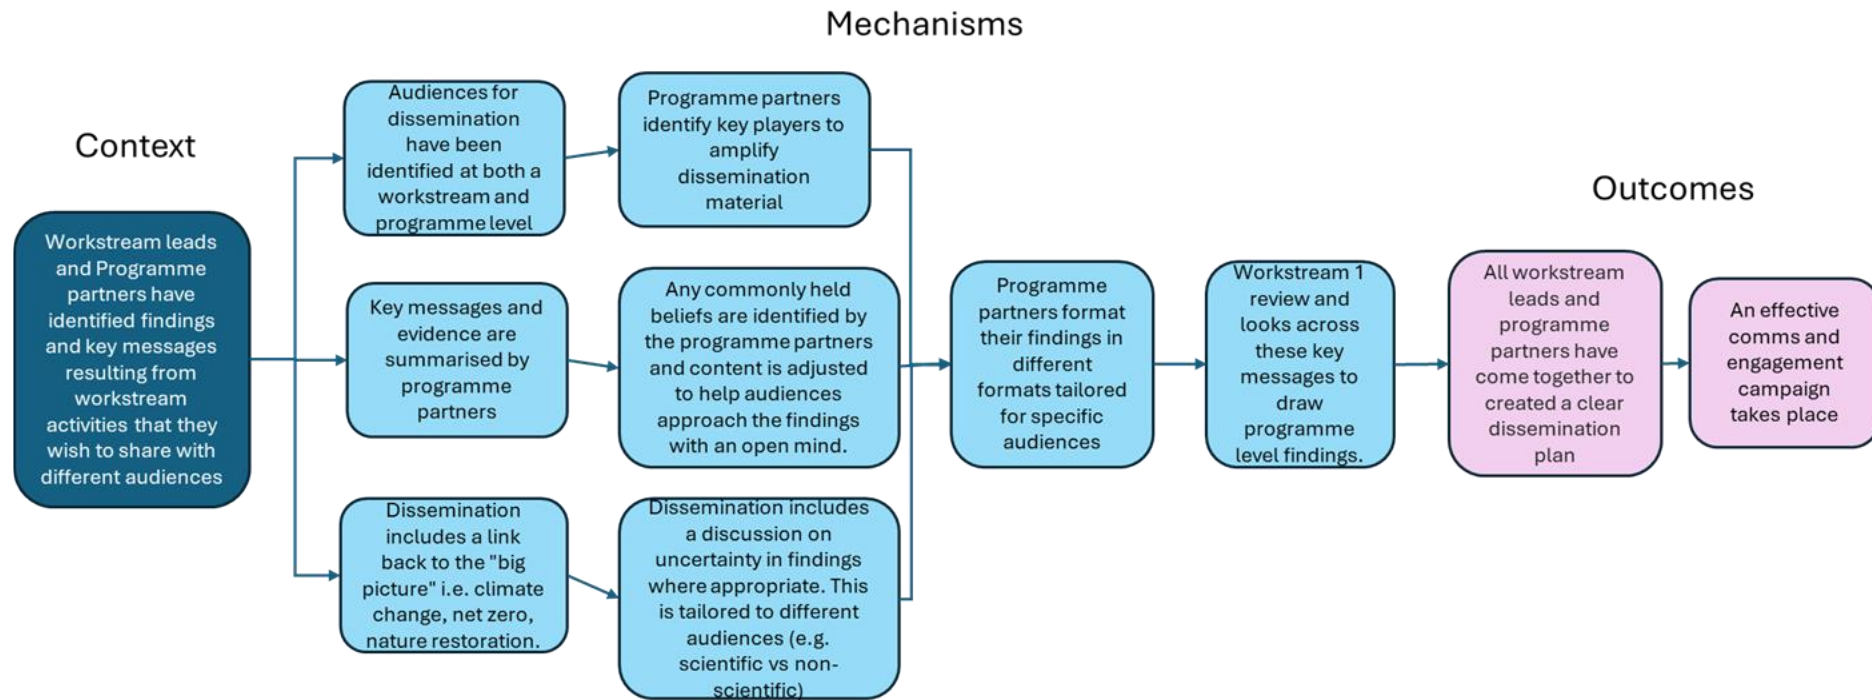 Mechanisms
Context
Outcomes
Workstream leads
and Programme
partners have
identified findings
and key messages
resulting from
workstream
activities that they
wish to share with
different audiences
Audiences for
dissemination
have been
identified at both a
workstream and
programme level
Programme partners
identify key players to
amplify
dissemination
material
Key messages and
evidence are
summarised by
programme
partners
Any commonly held
beliefs are identified by
the programme partners
and content is adjusted
to help audiences
approach the findings
with an open mind.
Dissemination
includes a link
back to the "big
picture" i.e. climate
change, net zero,
nature restoration.
Dissemination includes
a discussion on
uncertainty in findings
where appropriate. This
is tailored to different
audiences (e.g.
scientific vs non-
scientific)
Programme
partners format
their findings in
different
formats tailored
for specific
audiences
Workstream 1
review and
looks across
these key
messages to
draw
programme
level findings.
All workstream
leads and
programme
partners have
come together to
created a clear
dissemination
plan
An effective
comms and
engagement
campaign
takes place